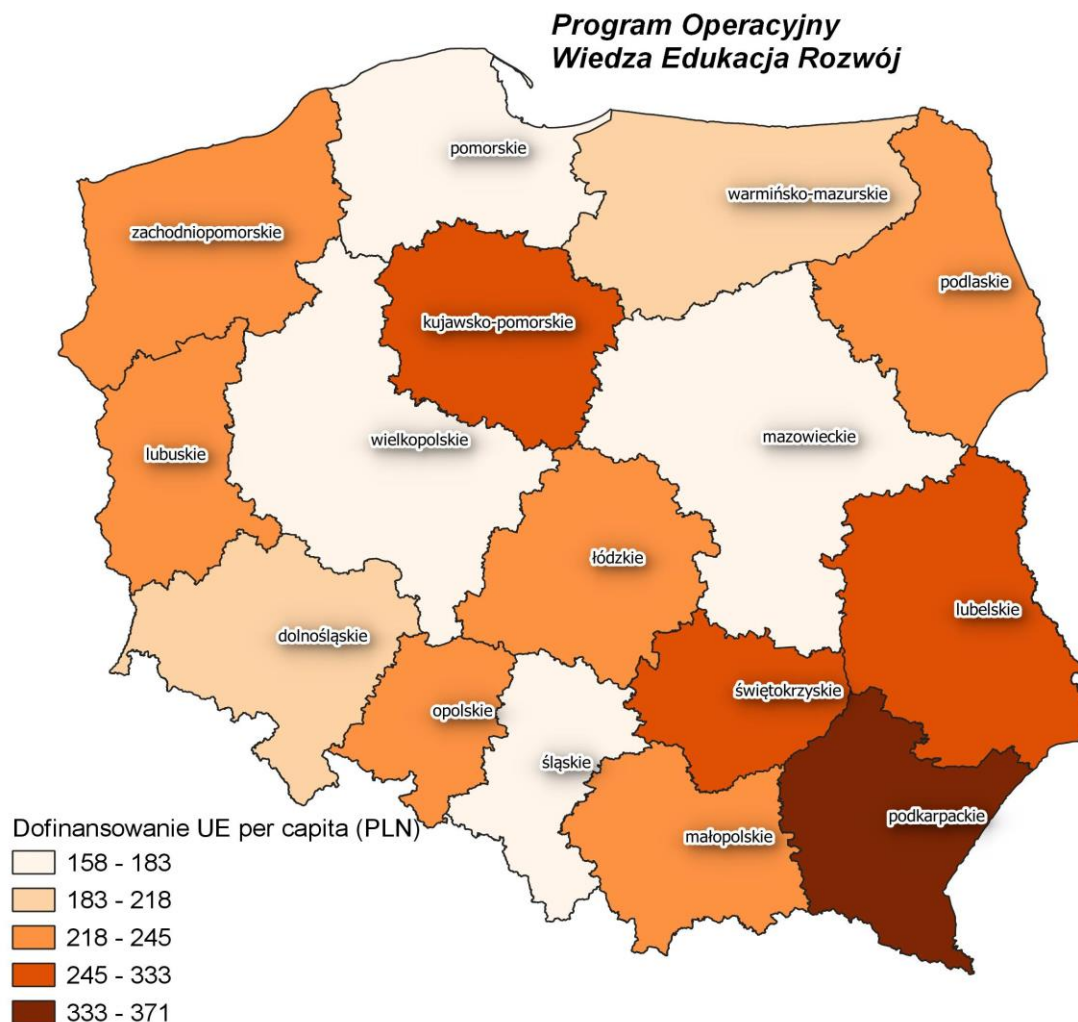 Program Operacyjny
Wiedza Edukacja Rozwój
pomorskie
warmińsko-mazurskie
zachodniopomorskie
podlaskie
kujawsko-pomorskie
wielkopolskie
mazowieckie
lubuskie
łódzkie
lubelskie
dolnośląskie
świętokrzyskie
opolskie
śląskie
podkarpackie
małopolskie
Dofinansowanie UE per capita (PLN)
158 - 183
183 - 218
218 - 245
245 - 333
333 - 371